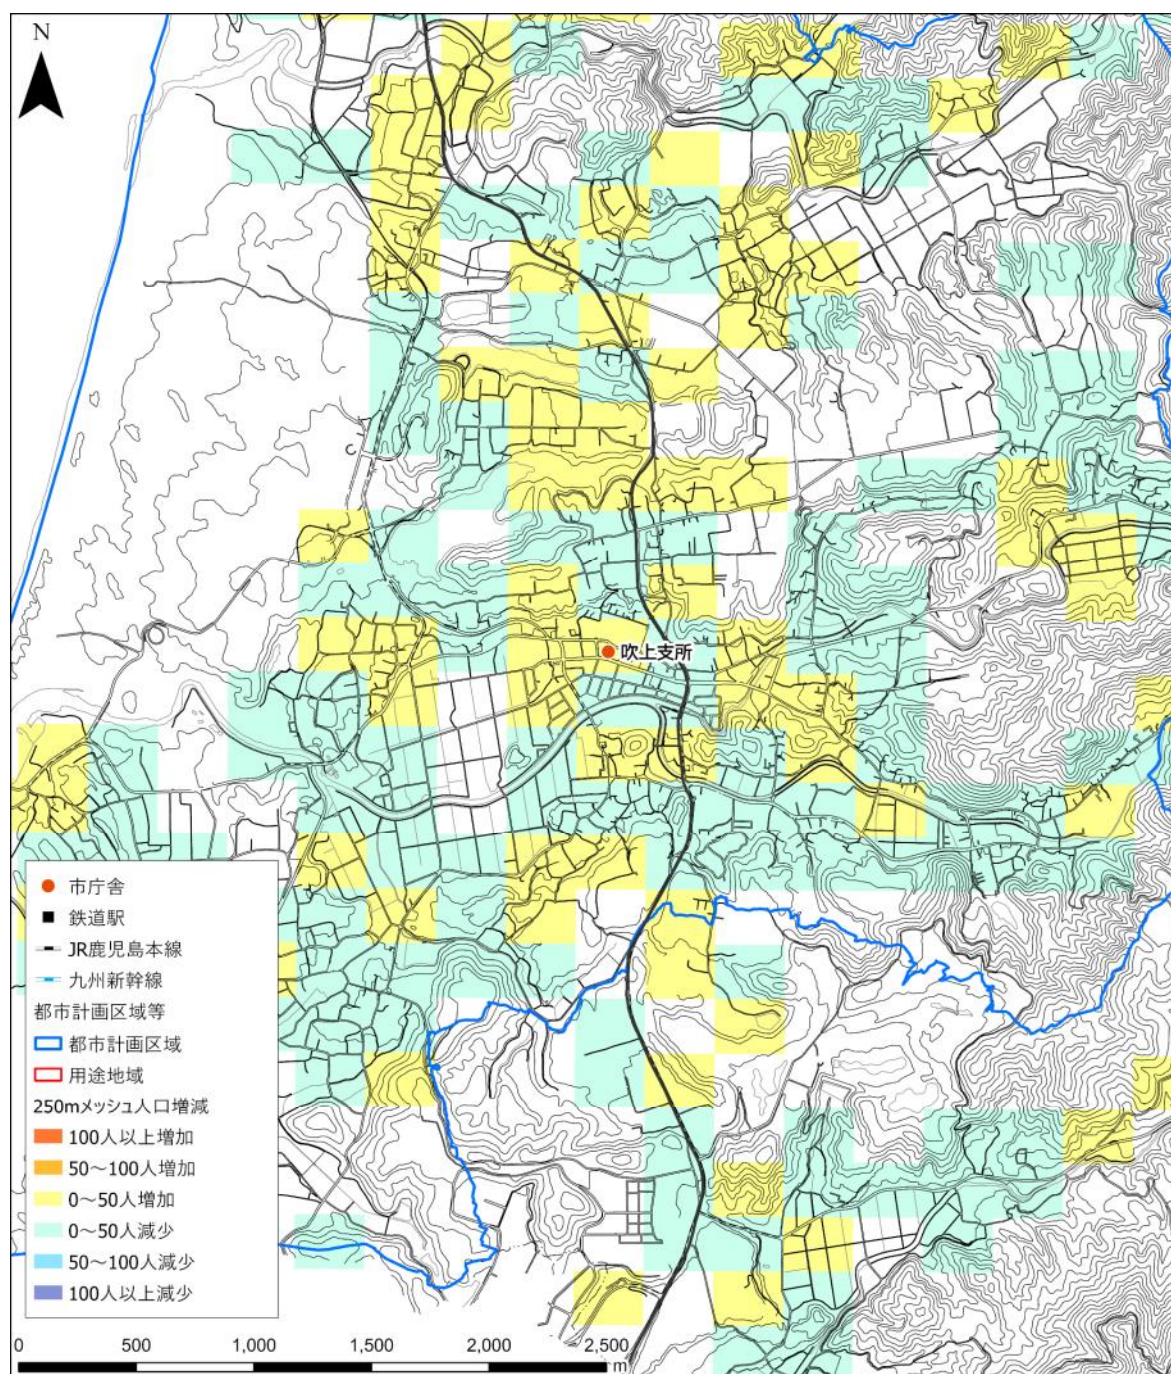 N
吹上支所
市庁舎
鉄道駅
JR鹿児島本線
九州新幹線
都市計画区域等
都市計画区域
用途地域
250mメッシュ人口増減
100人以上増加
50～100人増加
0～50人増加
0～50人減少
50～100人減少
100人以上減少
0 500 1,000 1,500 2,000 2,500
m